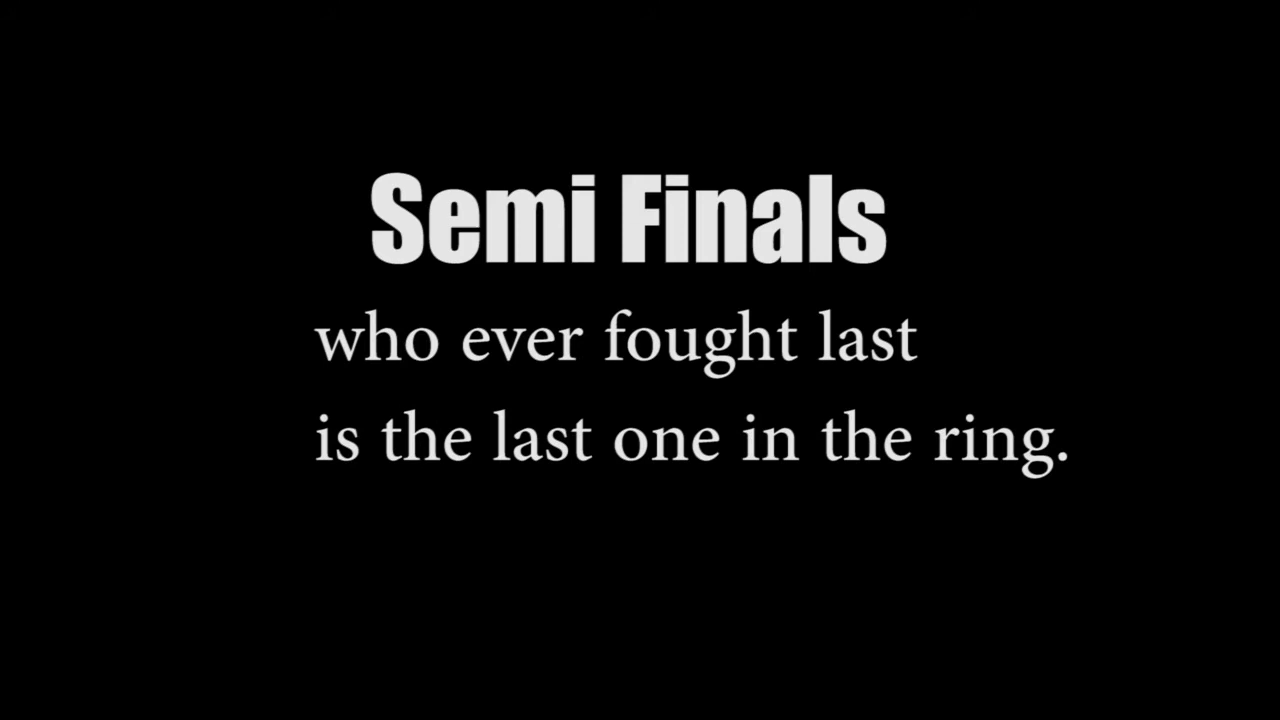 Semi Finals
who ever fought last
is the last one in the ring.